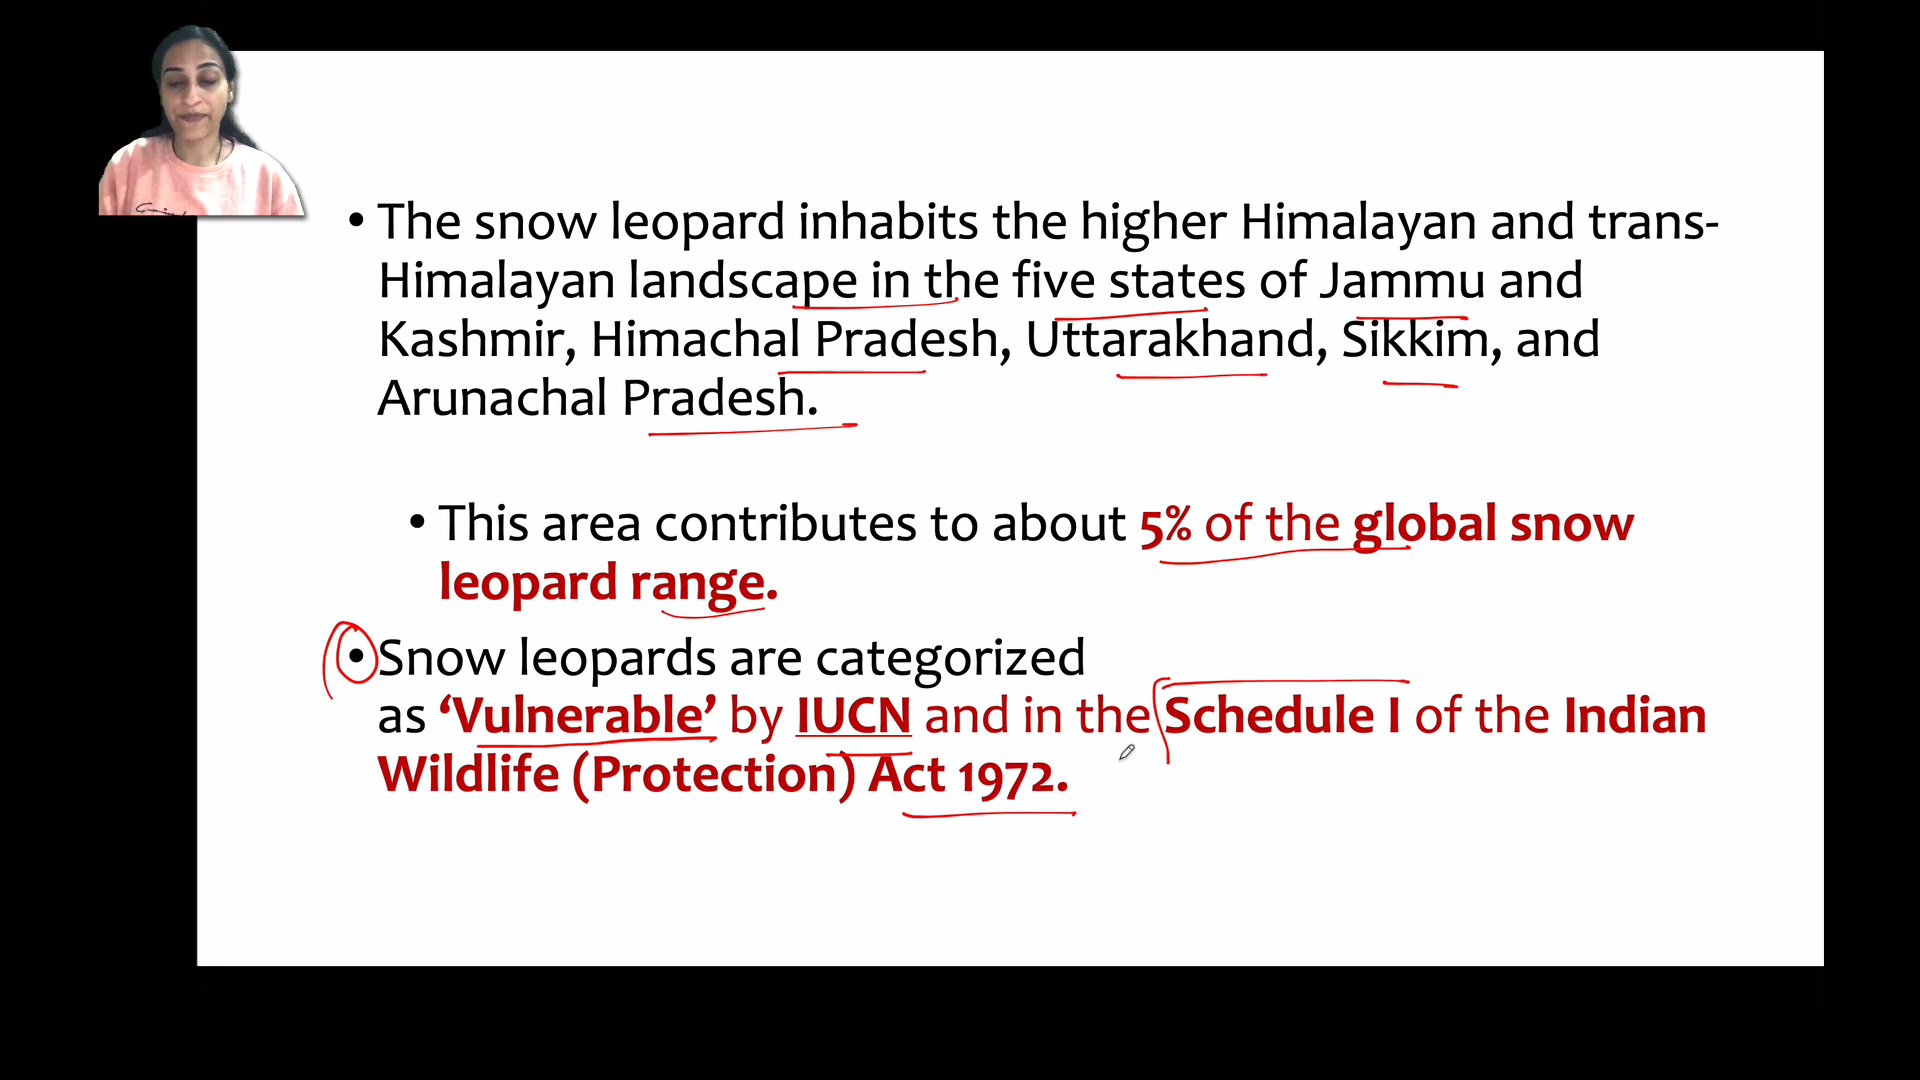 • The snow leopard inhabits the higher Himalayan and trans-
Himalayan landscape in the five states of Jammu and
Kashmir, Himachal Pradesh, Uttarakhand, Sikkim, and
Arunachal Pradesh.
• This area contributes to about 5% of the global snow
leopard range.
• Snow leopards are categorized
as ‘Vulnerable’ by IUCN and in the Schedule I of the Indian
Wildlife (Protection) Act 1972.